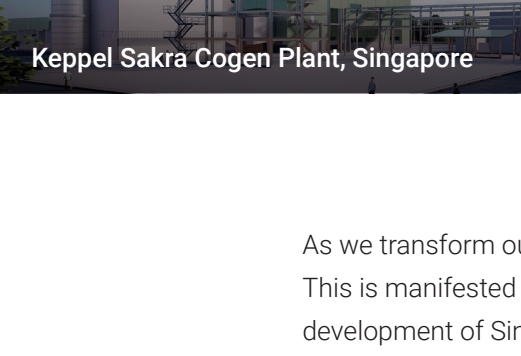 Keppel Sakra Cogen Plant, Singapore
As we transform
This is manifested
development of